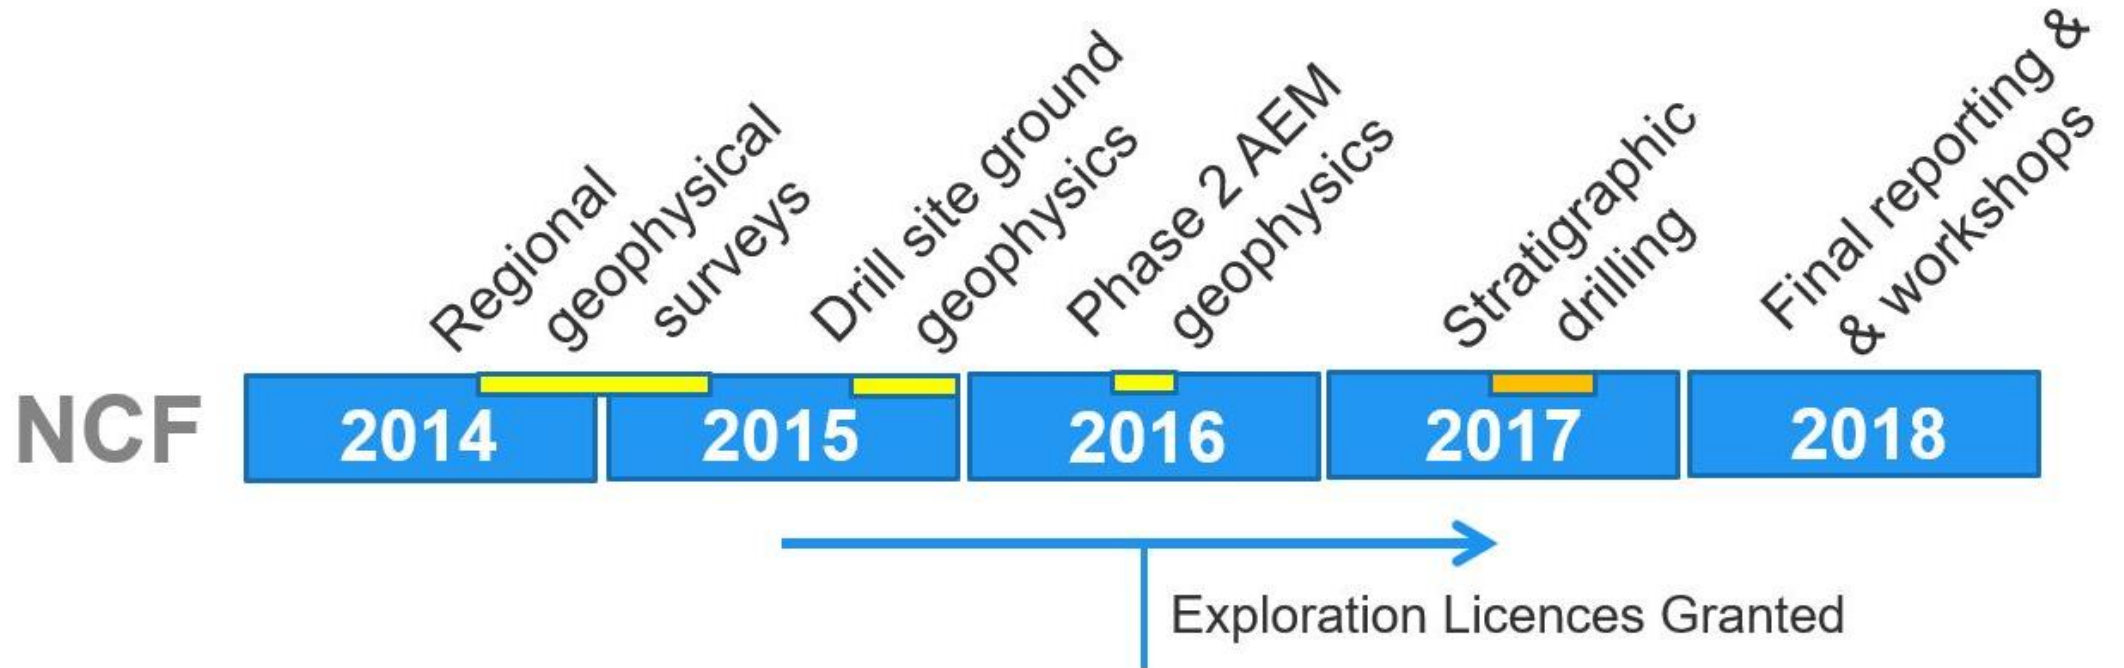 Regional
geophysical
surveys
Drill site ground
geophysics
Phase 2 AEM
geophysics
Stratigraphic
drilling
Final reporting &
& workshops
NCF
2014
2015
2016
2017
2018
Exploration Licences Granted